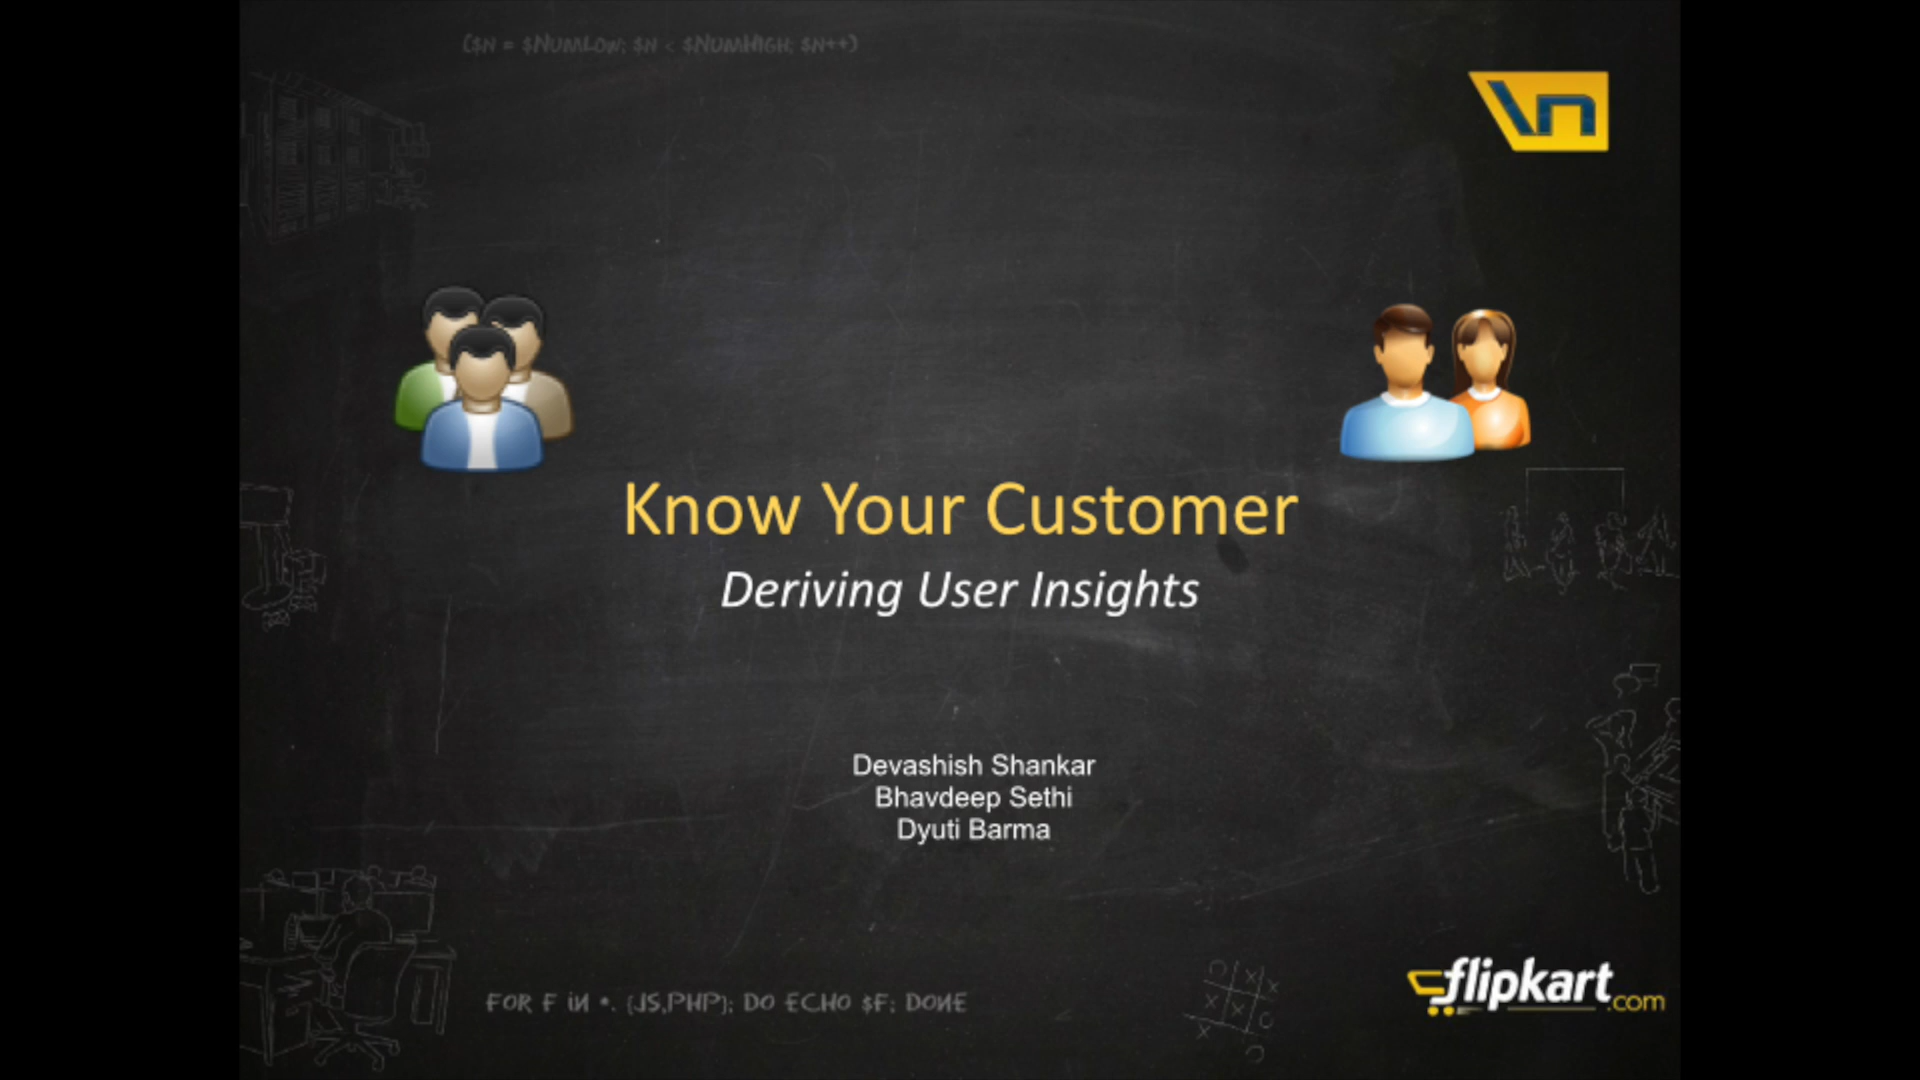 ($N = $NUMLOW; $N < $NUMHIGH; $N++)
\n
Know Your Customer
Deriving User Insights
Devashish Shankar
Bhavdeep Sethi
Dyuti Barma
FOR F IN *. {JS,PHP}; DO ECHO $F; DONE
flipkart.com